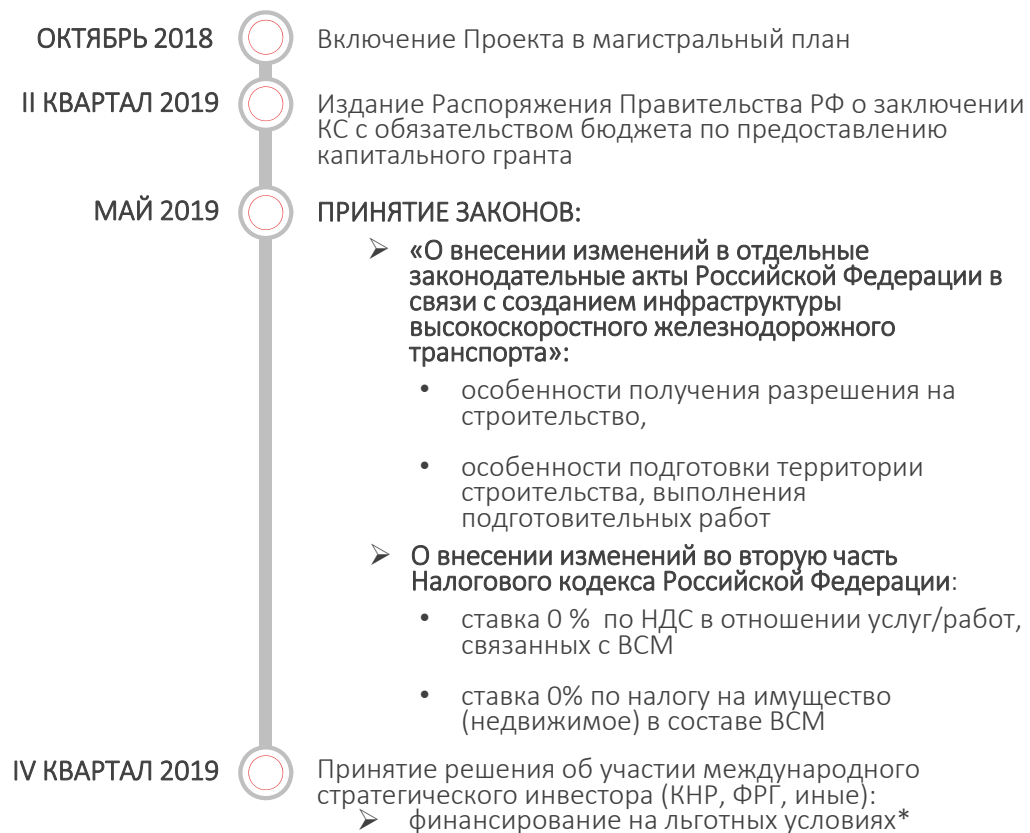 ОКТЯБРЬ 2018
Включение Проекта в магистральный план
II КВАРТАЛ 2019
Издание Распоряжения Правительства РФ о заключении
КС с обязательством бюджета по предоставлению
капитального гранта
МАЙ 2019
ПРИНЯТИЕ ЗАКОНОВ:
➢ «О внесении изменений в отдельные
законодательные акты Российской Федерации в
связи с созданием инфраструктуры
высокоскоростного железнодорожного
транспорта»:
• особенности получения разрешения на
строительство,
• особенности подготовки территории
строительства, выполнения
подготовительных работ
➢ О внесении изменений во вторую часть
Налогового кодекса Российской Федерации:
• ставка 0 % по НДС в отношении услуг/работ,
связанных с ВСМ
• ставка 0% по налогу на имущество
(недвижимое) в составе ВСМ
IV КВАРТАЛ 2019
Принятие решения об участии международного
стратегического инвестора (КНР, ФРГ, иные):
➢ финансирование на льготных условиях*